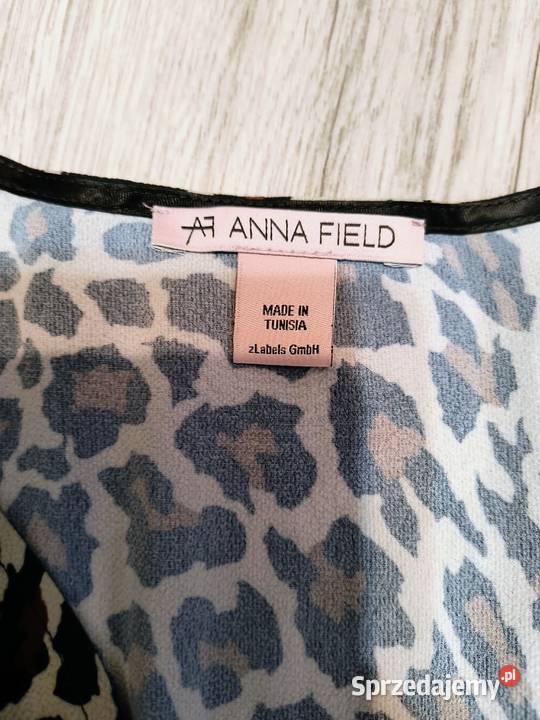 AF ANNA FIELD
MADE IN
TUNISIA
zLabels GmbH
Sprzedajemy.pl